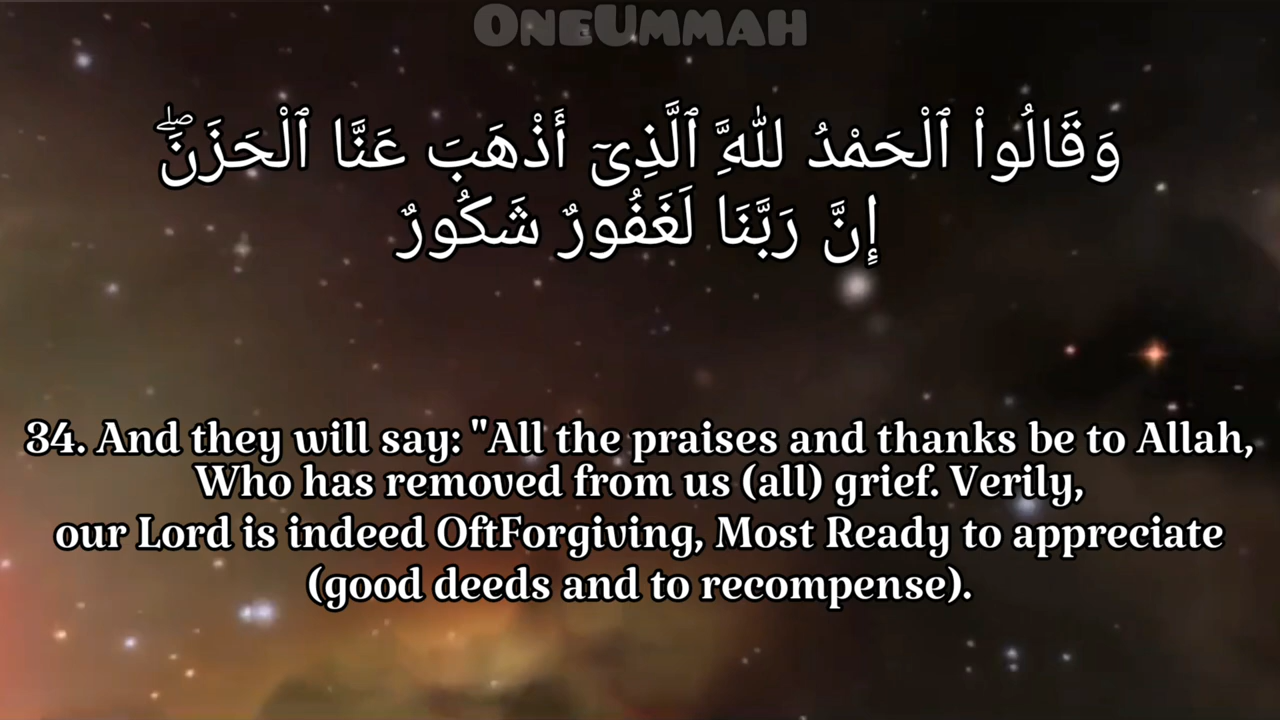 OneUmmah
وَقَالُوا۟ ٱلْحَمْدُ لِلَّهِ ٱلَّذِىٓ أَذْهَبَ عَنَّا ٱلْحَزَنَ ۖ
إِنَّ رَبَّنَا لَغَفُورٌ شَكُورٌ
34. And they will say: "All the praises and thanks be to Allah,
Who has removed from us (all) grief. Verily,
our Lord is indeed OftForgiving, Most Ready to appreciate
(good deeds and to recompense).